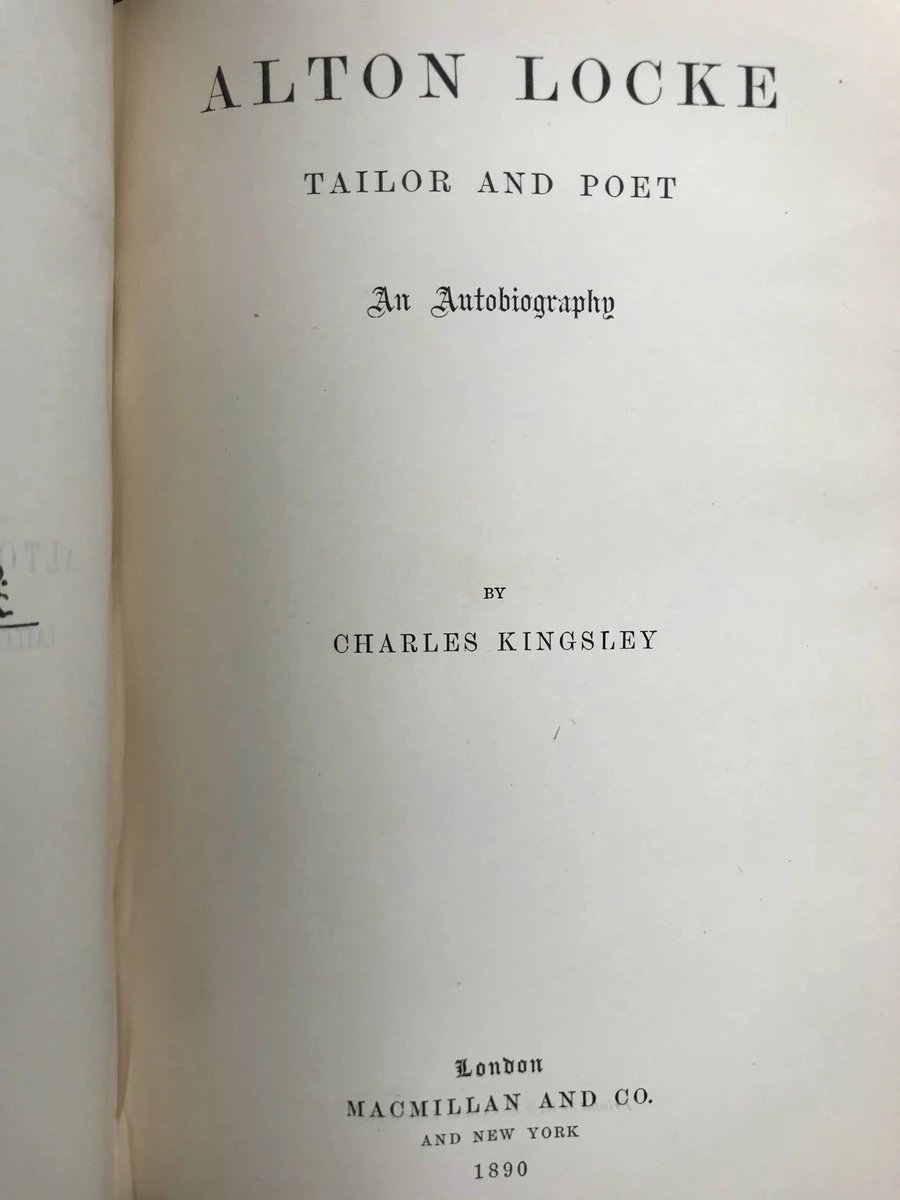 ALTON LOCKE
TAILOR AND POET
An Autobiography
BY
CHARLES KINGSLEY
London
MACMILLAN AND CO.
AND NEW YORK
1890